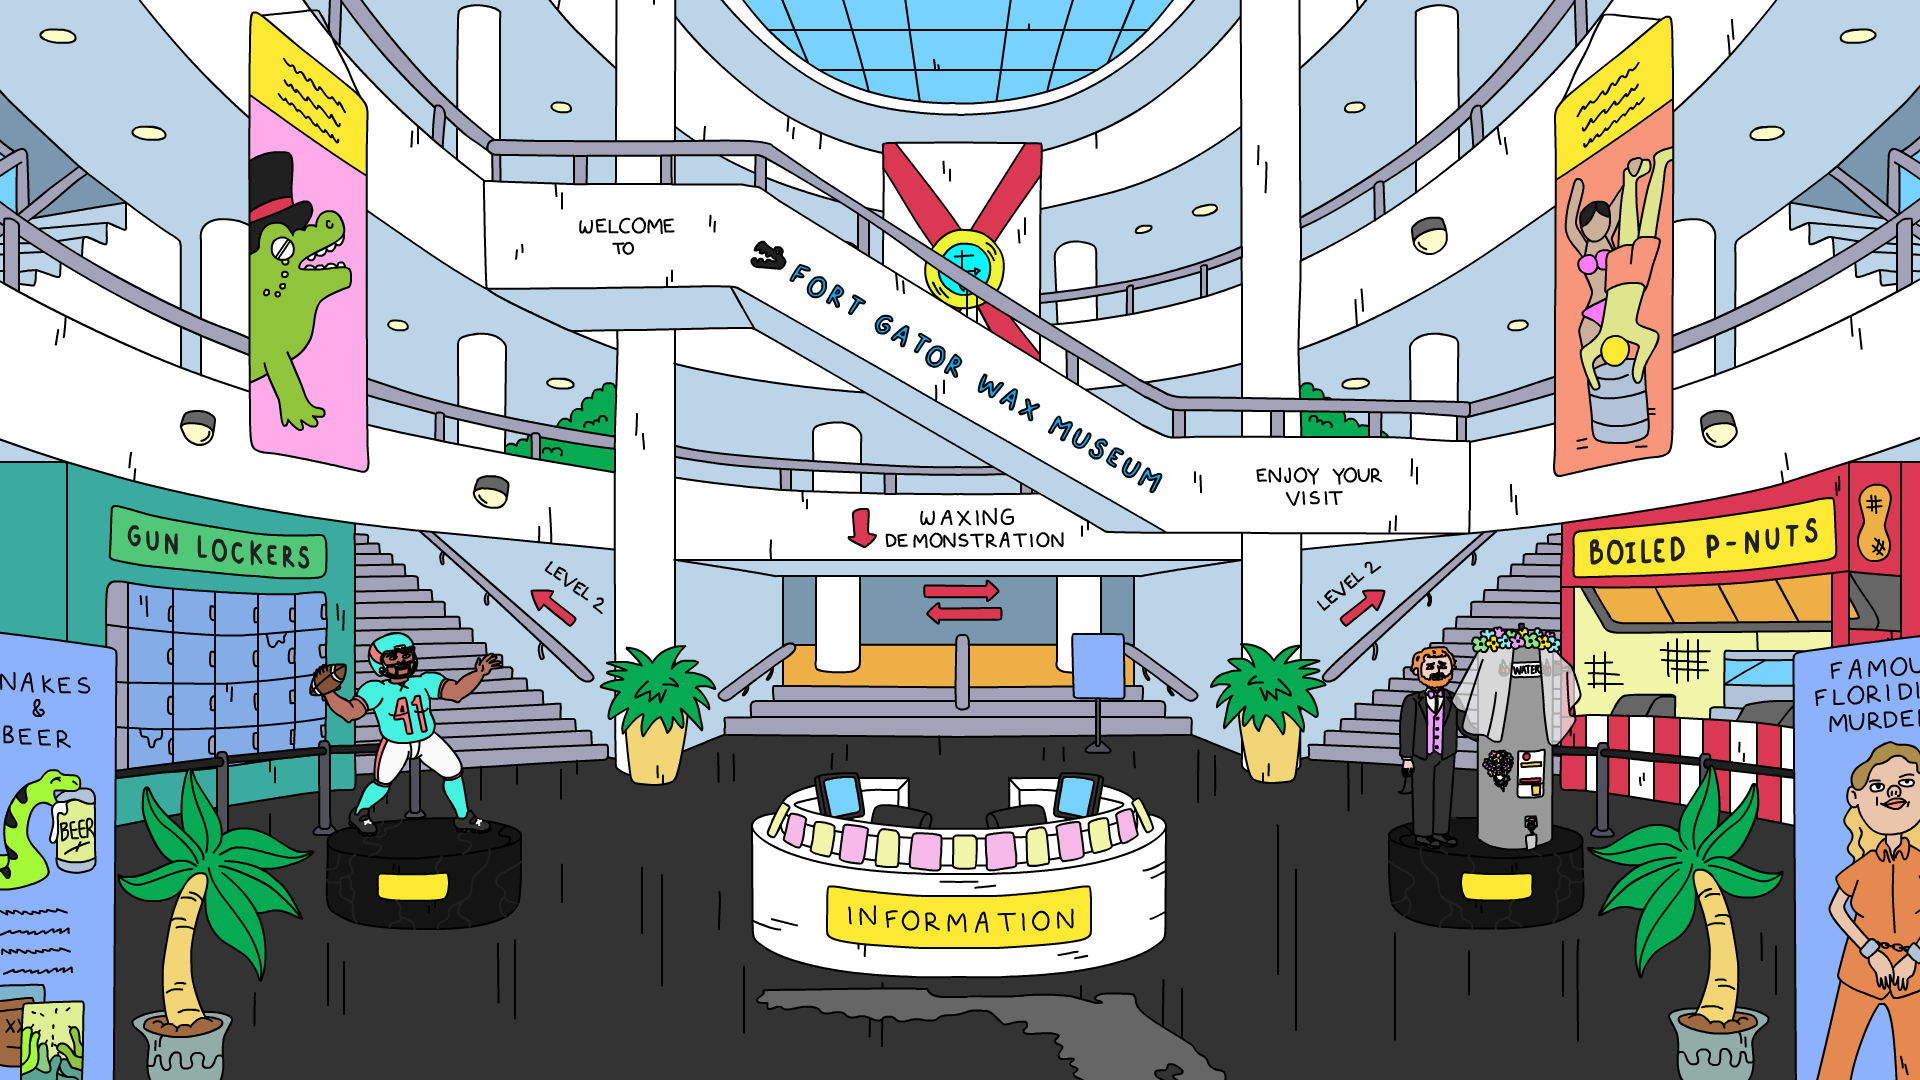 WELCOME
TO
FORT GATOR WAX MUSEUM
ENJOY YOUR
VISIT
WAXING
DEMONSTRATION
GUN LOCKERS
LEVEL 2
LEVEL 2
BOILED P-NUTS
NAKES
&
BEER
BEER
XX
41
WATER
FAMOU
FLORIDI
MURDE
INFORMATION